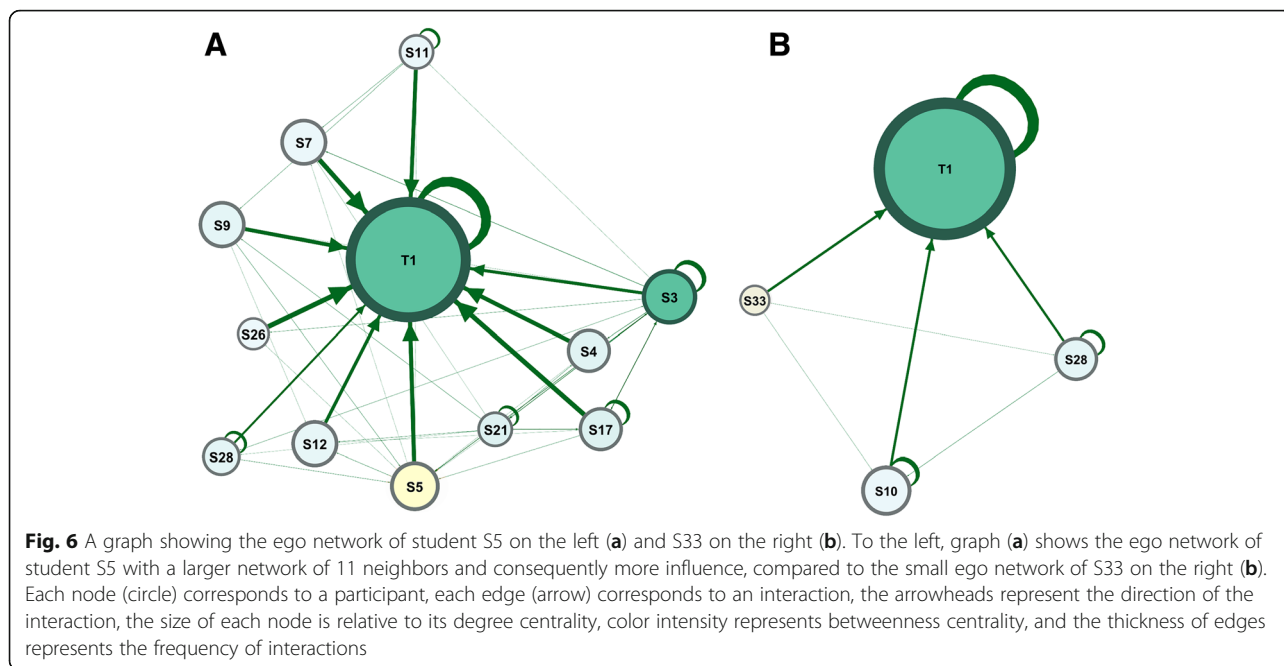 A
B
S11
S7
T1
T1
S9
S3
S33
S26
S4
S28
S21
S17
S12
S28
S5
S10
Fig. 6 A graph showing the ego network of student S5 on the left (a) and S33 on the right (b). To the left, graph (a) shows the ego network of
student S5 with a larger network of 11 neighbors and consequently more influence, compared to the small ego network of S33 on the right (b).
Each node (circle) corresponds to a participant, each edge (arrow) corresponds to an interaction, the arrowheads represent the direction of the
interaction, the size of each node is relative to its degree centrality, color intensity represents betweenness centrality, and the thickness of edges
represents the frequency of interactions